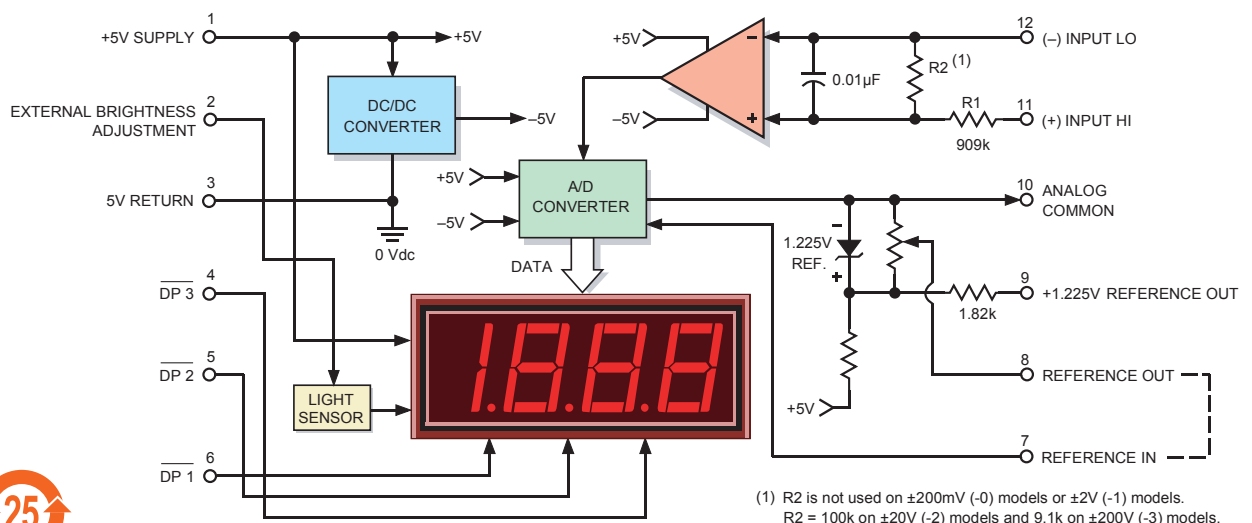 1
+5V SUPPLY
+5V
2
EXTERNAL BRIGHTNESS
ADJUSTMENT
DC/DC
CONVERTER
–5V
3
5V RETURN
0 Vdc
4
DP 3
5
DP 2
6
DP 1
LIGHT
SENSOR
+5V
–5V
A/D
CONVERTER
DATA
1.8.8.8
+5V
–5V
–
+
0.01µF
R2 (1)
R1
909k
12
(–) INPUT LO
11
(+) INPUT HI
10
ANALOG
COMMON
–
1.225V
REF.
+
1.82k
9
+1.225V REFERENCE OUT
8
REFERENCE OUT
+5V
7
REFERENCE IN
25
(1) R2 is not used on ±200mV (-0) models or ±2V (-1) models.
R2 = 100k on ±20V (-2) models and 9.1k on ±200V (-3) models.